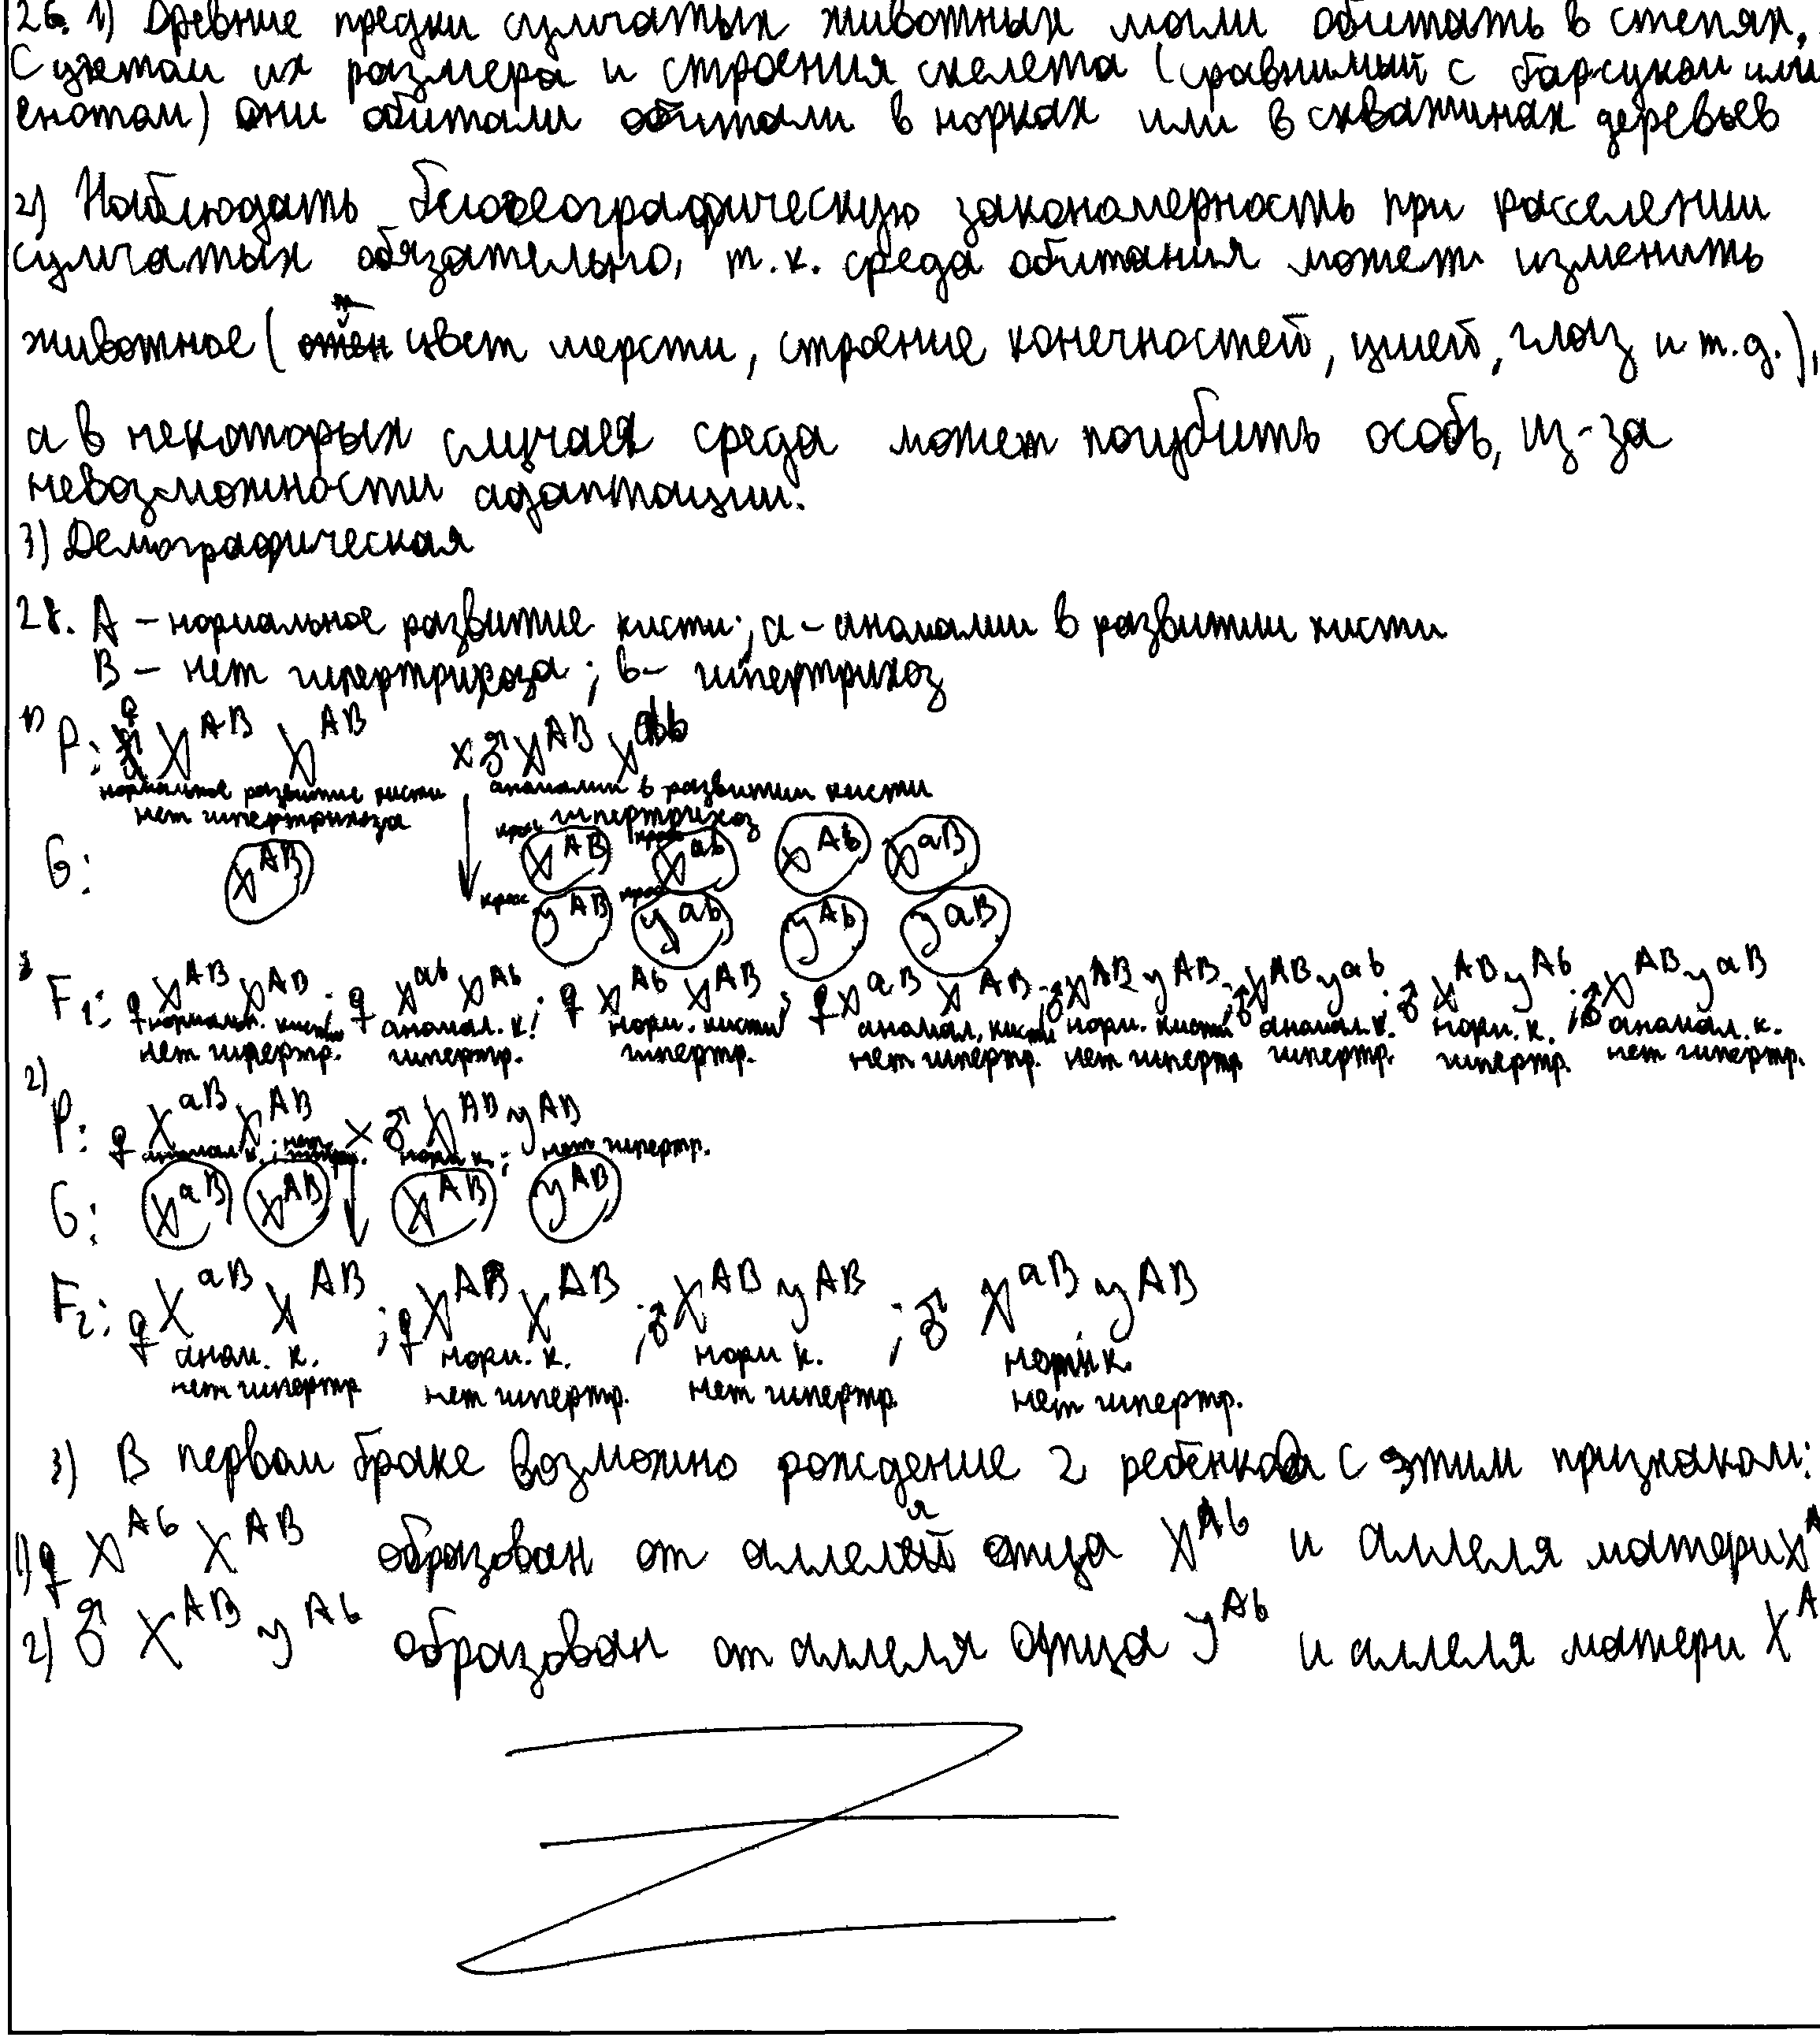 26. 1) Древние предки сумчатых животных могли обитать в степях.
С учётом их размера и строения скелета (сравнимый с барсуком или
енотом) они обитали обитали в норках или в скважинах деревьев
2) Наблюдать биогеографическую закономерность при расселении
сумчатых обязательно, т.к. среда обитания может изменить
животное (цвет шерсти, строение конечностей, ушей, глаз и т.д.),
а в некоторых случаях среда может погубить особь, из-за
невозможности адаптации.
3) Демографическая
28. А – нормальное развитие кисти; а – аномалии в развитии кисти
В – нет гипертрихоза; b – гипертрихоз
1) P: ♀ X^AB X^AB x ♂ X^AB y^ab
нормальное развитие кисти аномалии в развитии кисти
нет гипертрихоза гипертрихоз
G: X^AB крос X^AB крос X^ab X^Ab X^aB
крос y^AB крос y^ab y^Ab y^aB
F1: ♀ X^AB X^AB; ♀ X^ab X^Ab; ♀ X^Ab X^AB; ♀ X^aB X^AB; ♂ X^AB y^AB; ♂ X^AB y^ab; ♂ X^AB y^Ab; ♂ X^AB y^aB
нормальн. кисть аномал. к. норм. кисти аномал. кисти норм. кисти аномал. к. норм. к. аномал. к.
нет гипертр. гипертр. гипертр. нет гипертр. нет гипертр. гипертр. гипертр. нет гипертр.
2)
P: ♀ X^aB X^AB x ♂ X^AB y^AB
аномал. к.; нет гипертр. норм к.; нет гипертр.
G: X^aB X^AB X^AB y^AB
F2: ♀ X^aB X^AB; ♀ X^AB X^AB; ♂ X^AB y^AB; ♂ X^aB y^AB
аном. к. норм. к. норм к. норм к.
нет гипертр нет гипертр. нет гипертр. нет гипертр.
3) В первом браке возможно рождение 2 ребёнка с этим признаком:
1) ♀ X^Ab X^AB образован от аллеля отца X^Ab и аллеля матери X^A
2) ♂ X^AB y^Ab образован от аллеля отца y^Ab и аллеля матери X^A